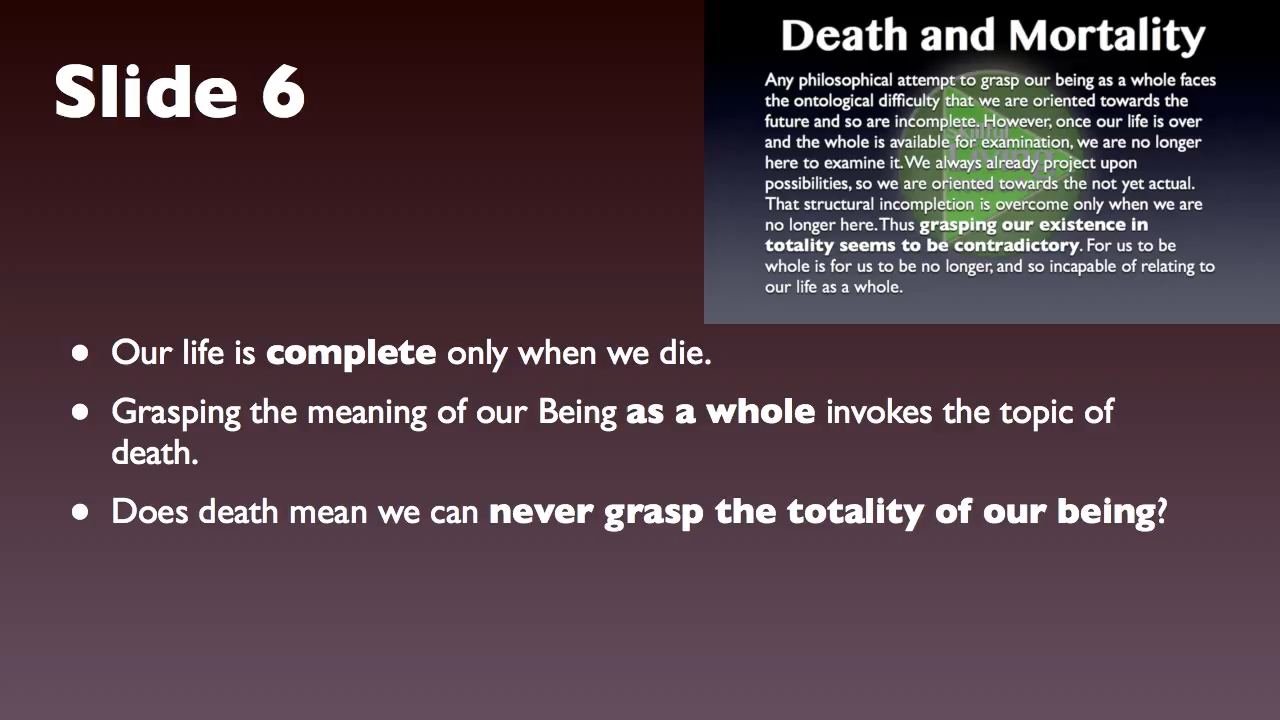 Slide 6
Death and Mortality
Any philosophical attempt to grasp our being as a whole faces
the ontological difficulty that we are oriented towards the
future and so are incomplete. However, once our life is over
and the whole is available for examination, we are no longer
here to examine it. We always already project upon
possibilities, so we are oriented towards the not yet actual.
That structural incompletion is overcome only when we are
no longer here. Thus grasping our existence in
totality seems to be contradictory. For us to be
whole is for us to be no longer, and so incapable of relating to
our life as a whole.
● Our life is complete only when we die.
● Grasping the meaning of our Being as a whole invokes the topic of
death.
● Does death mean we can never grasp the totality of our being?